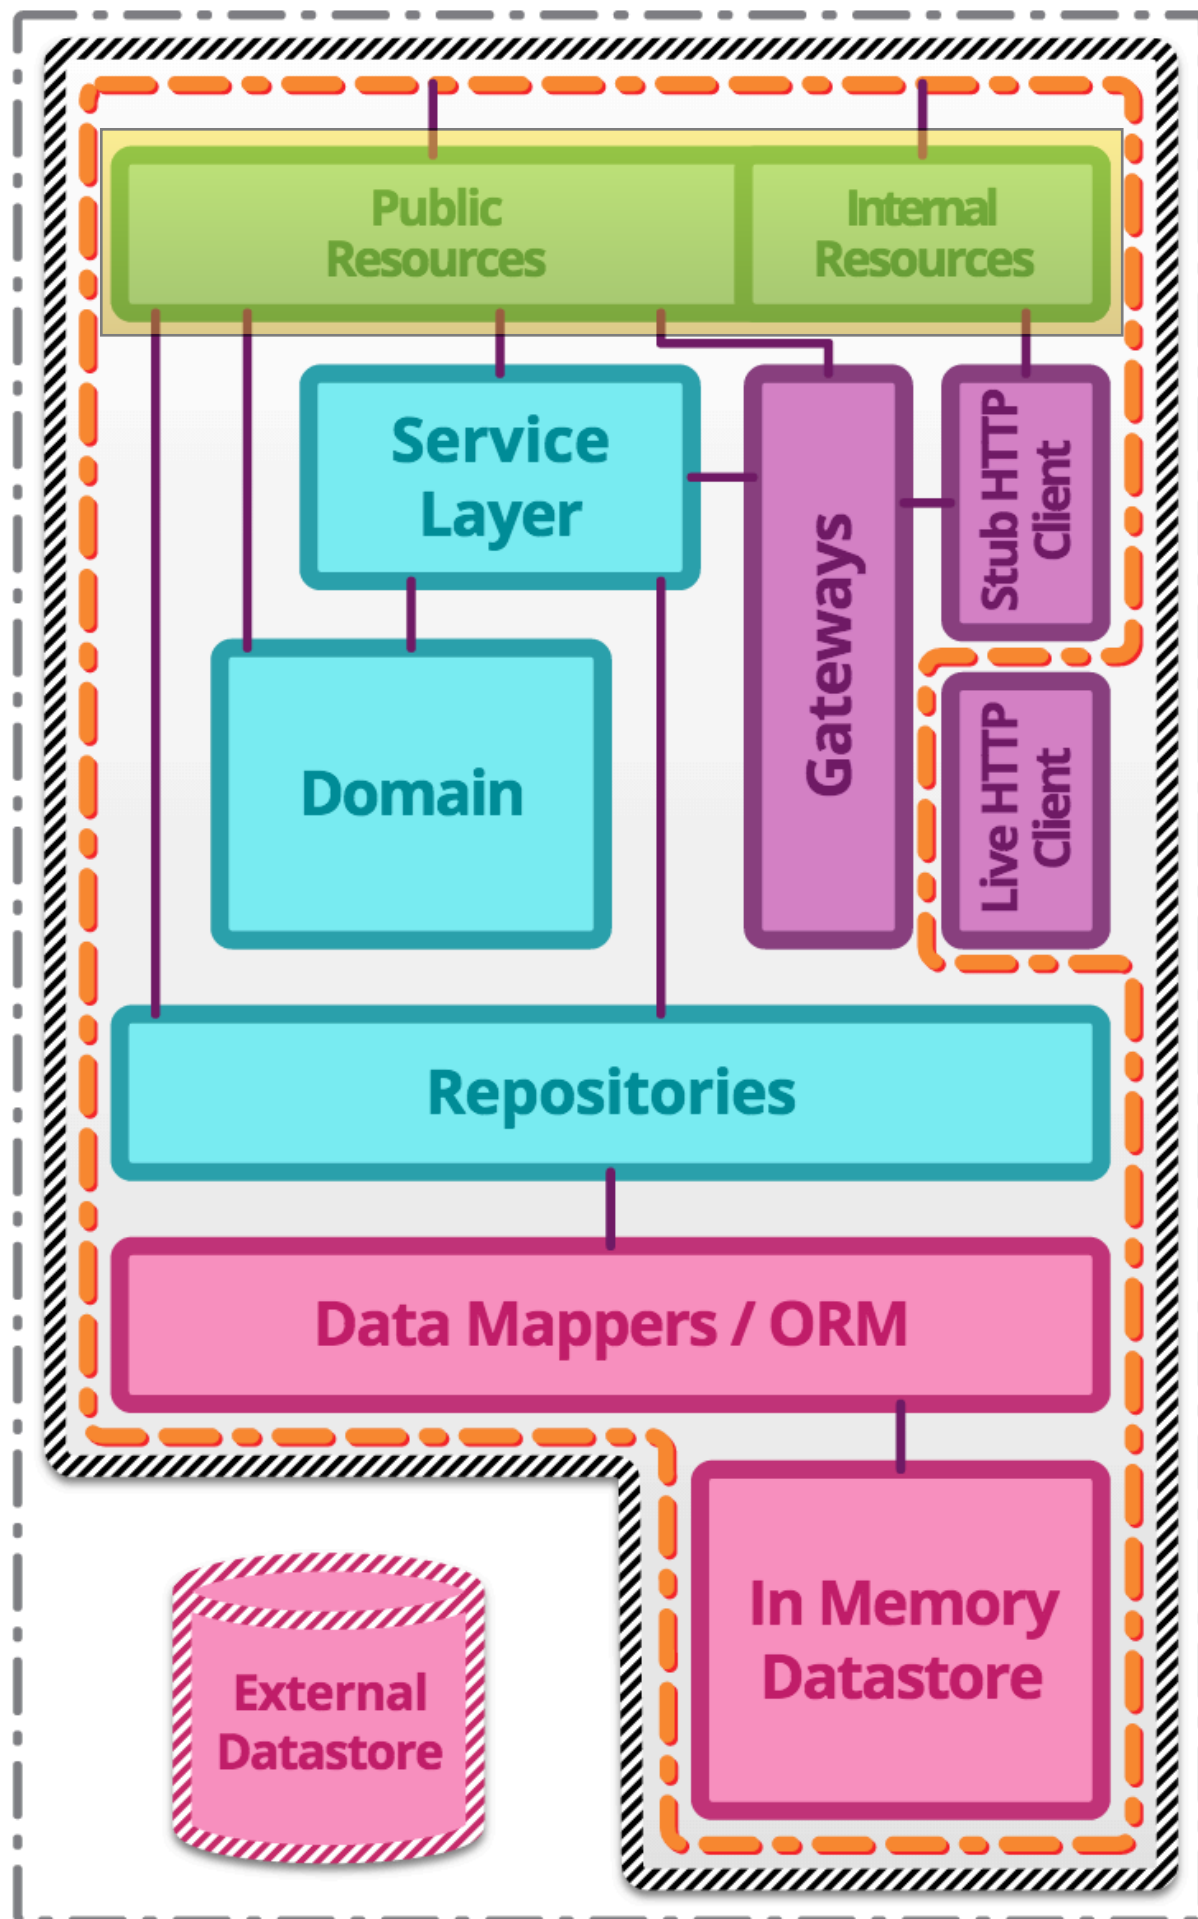 Public
Resources
Internal
Resources
Service
Layer
Gateways
Stub HTTP
Client
Domain
Live HTTP
Client
Repositories
Data Mappers / ORM
In Memory
Datastore
External
Datastore